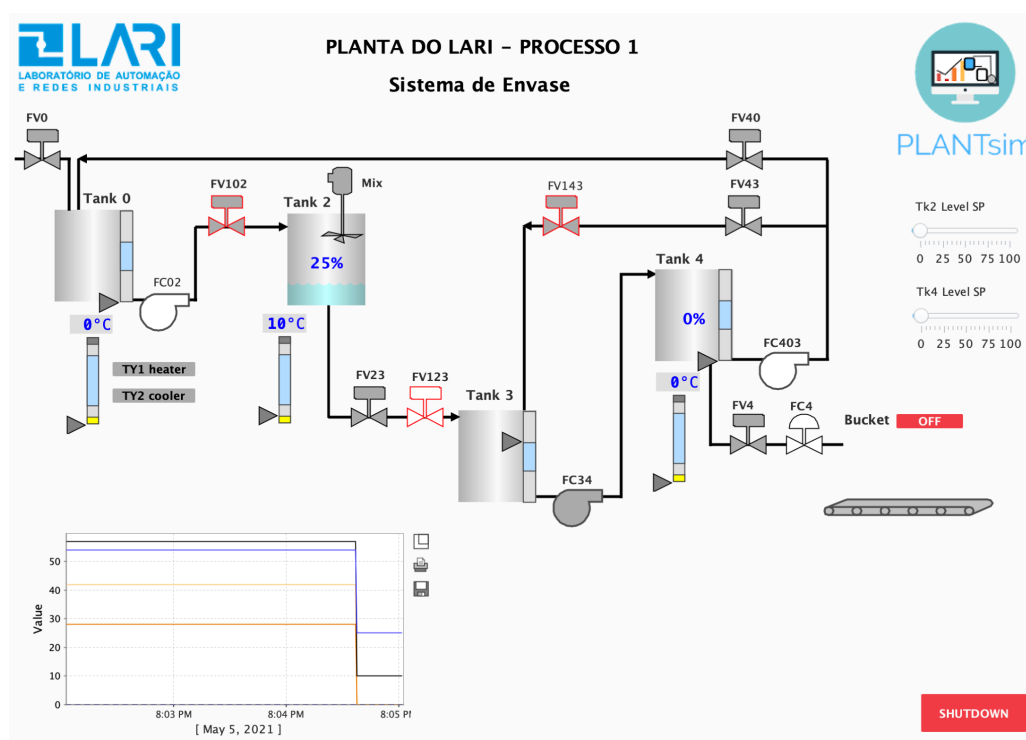 LARI
LABORATÓRIO DE AUTOMAÇÃO
E REDES INDUSTRIAIS
PLANTA DO LARI – PROCESSO 1
Sistema de Envase
PLANTsim
FV0
FV40
FV102
Mix
FV143
FV43
Tank 0
Tank 2
Tk2 Level SP
0 25 50 75 100
25%
Tank 4
FC02
Tk4 Level SP
0 25 50 75 100
0°C
10°C
0%
FC403
TY1 heater
TY2 cooler
FV23
FV123
0°C
Tank 3
FV4
FC4
Bucket
OFF
FC34
Value
50
40
30
20
10
0
8:03 PM
8:04 PM
8:05 PM
[ May 5, 2021 ]
SHUTDOWN